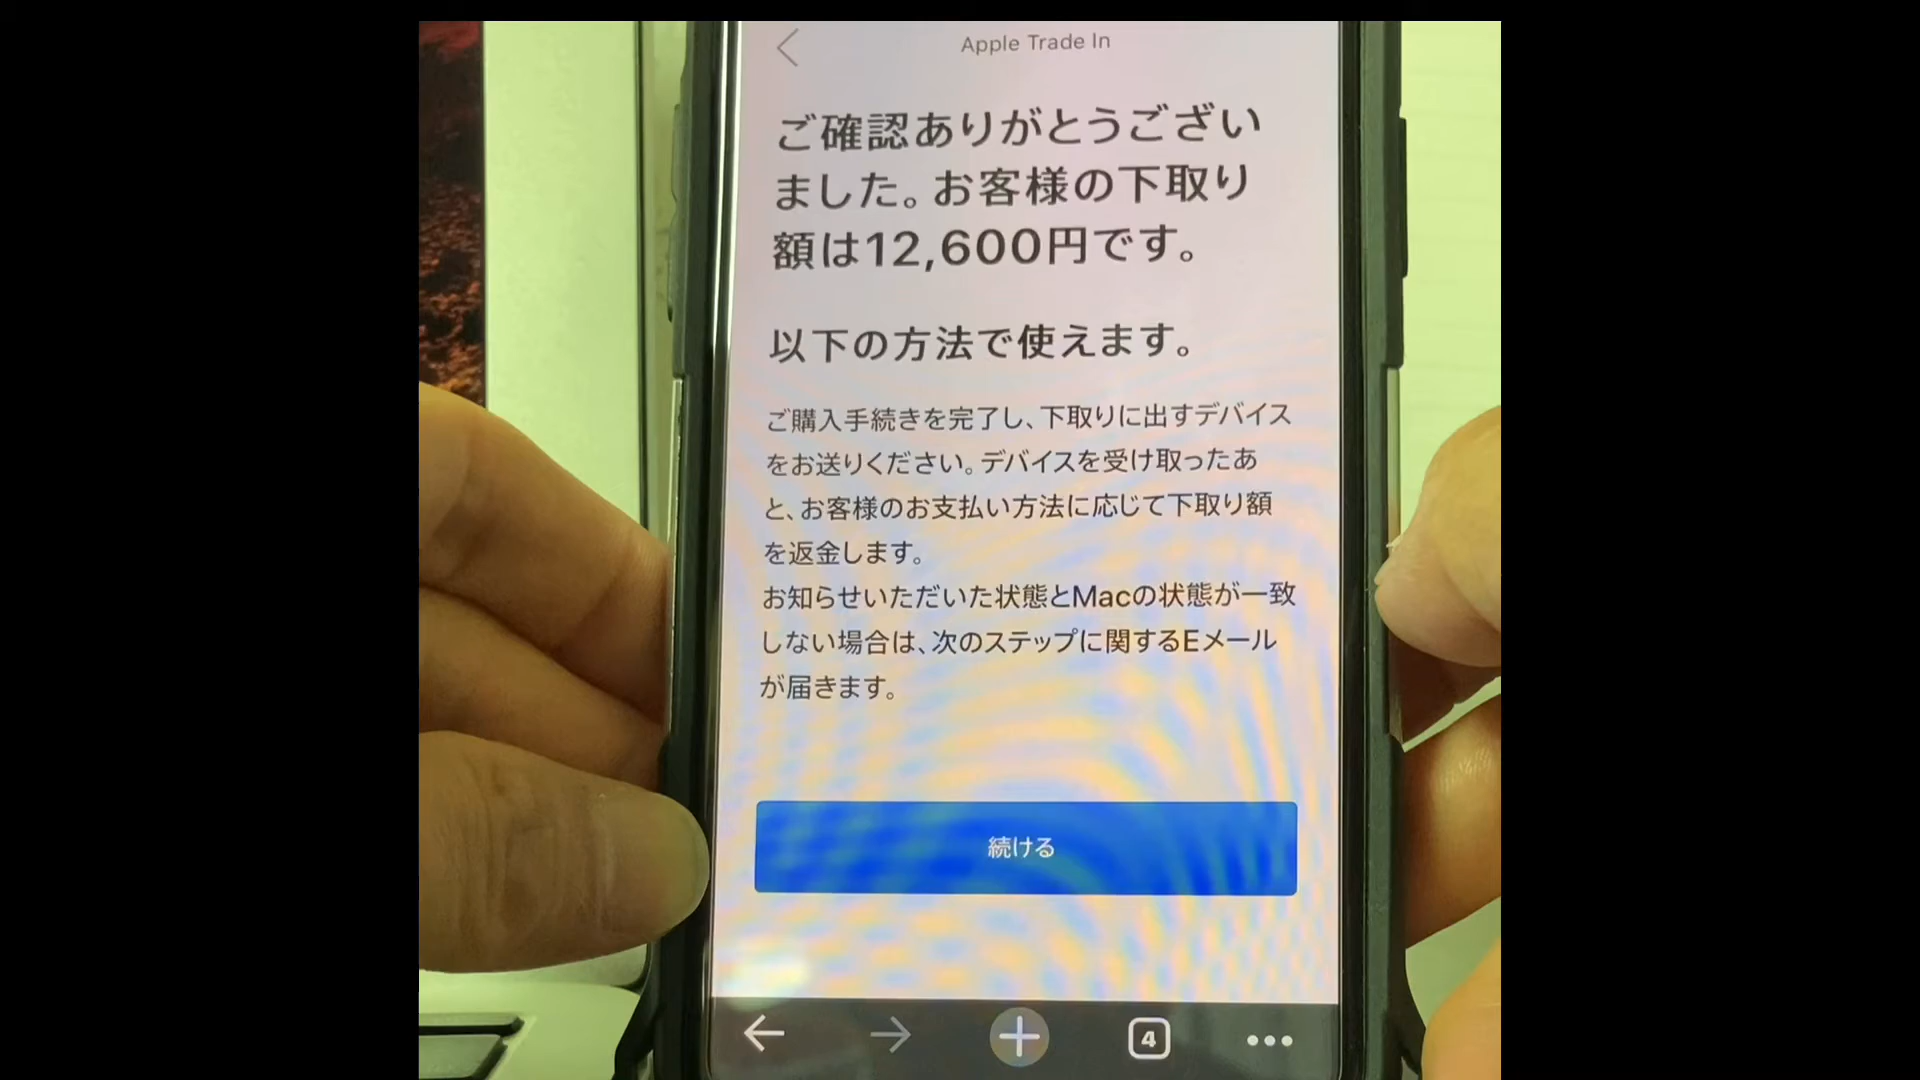 Apple Trade In
ご確認ありがとうござい
ました。お客様の下取り
額は12,600円です。
以下の方法で使えます。
ご購入手続きを完了し、下取りに出すデバイス
をお送りください。デバイスを受け取ったあ
と、お客様のお支払い方法に応じて下取り額
を返金します。
お知らせいただいた状態とMacの状態が一致
しない場合は、次のステップに関するEメール
が届きます。
続ける
4